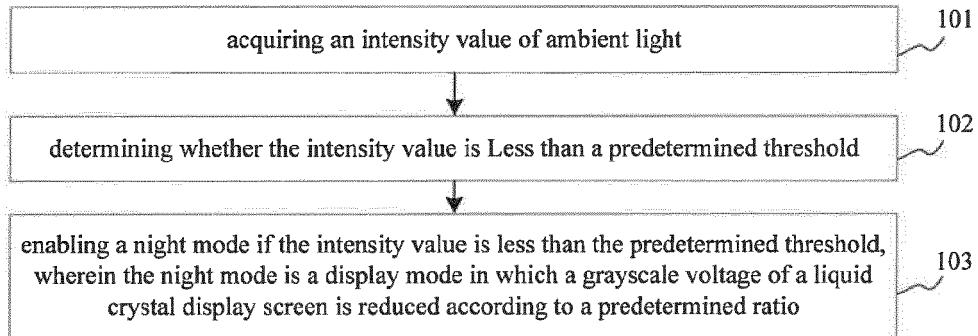 acquiring an intensity value of ambient light
101
determining whether the intensity value is Less than a predetermined threshold
102
enabling a night mode if the intensity value is less than the predetermined threshold,
wherein the night mode is a display mode in which a grayscale voltage of a liquid
crystal display screen is reduced according to a predetermined ratio
103